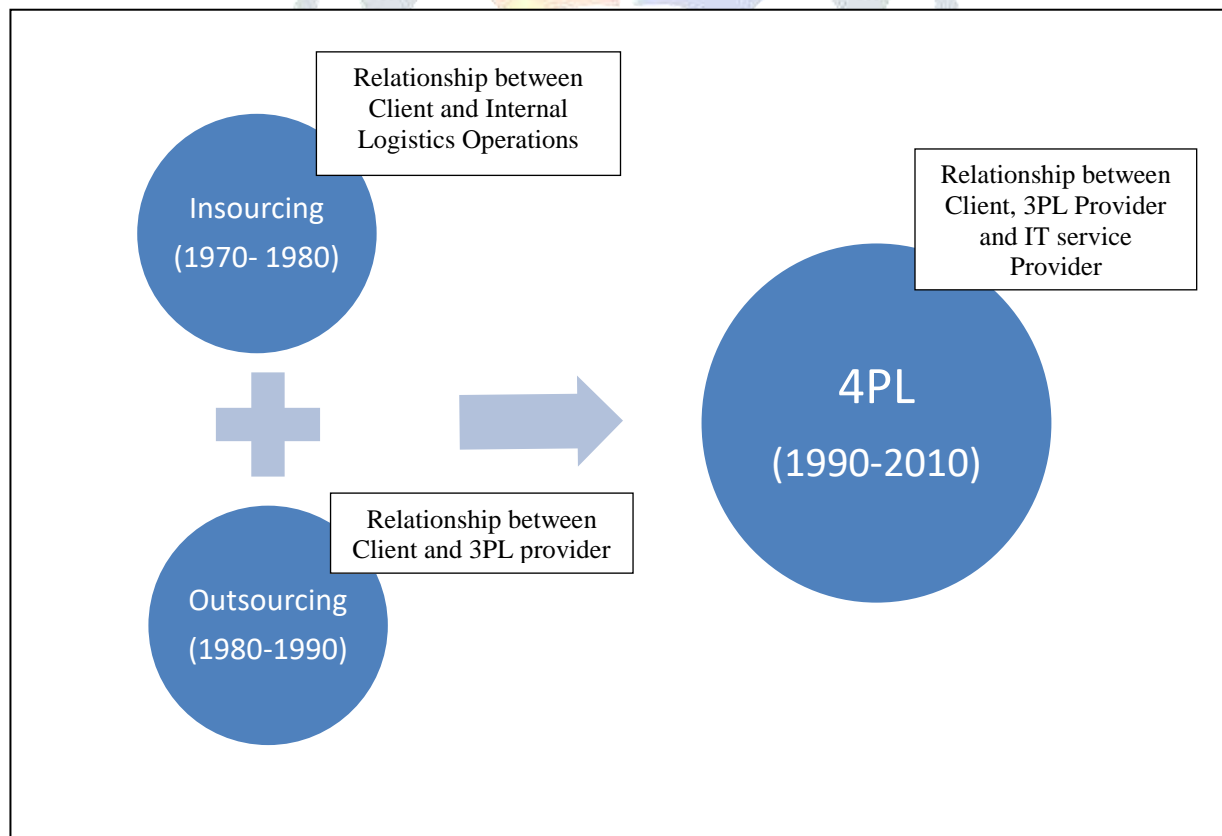 Relationship between
Client and Internal
Logistics Operations
Insourcing
(1970- 1980)
Relationship between
Client and 3PL provider
Outsourcing
(1980-1990)
Relationship between
Client, 3PL Provider
and IT service
Provider
4PL
(1990-2010)